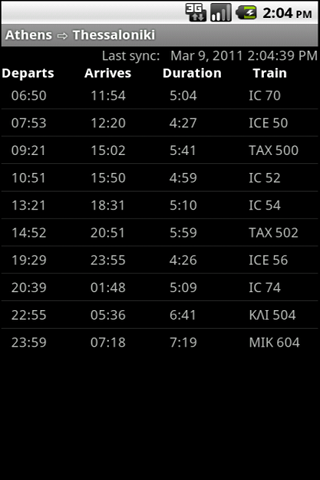 3G 2:04 PM
Athens ⇨ Thessaloniki
Last sync: Mar 9, 2011 2:04:39 PM
Departs Arrives Duration Train
06:50 11:54 5:04 IC 70
07:53 12:20 4:27 ICE 50
09:21 15:02 5:41 TAX 500
10:51 15:50 4:59 IC 52
13:21 18:31 5:10 IC 54
14:52 20:51 5:59 TAX 502
19:29 23:55 4:26 ICE 56
20:39 01:48 5:09 IC 74
22:55 05:36 6:41 ΚΛΙ 504
23:59 07:18 7:19 ΜΙΚ 604